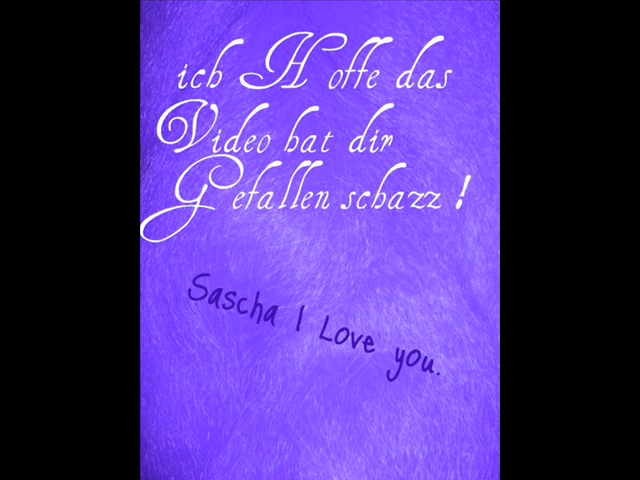 ich Hoffe das
Video hat dir
Gefallen schazz !
Sascha I Love you.